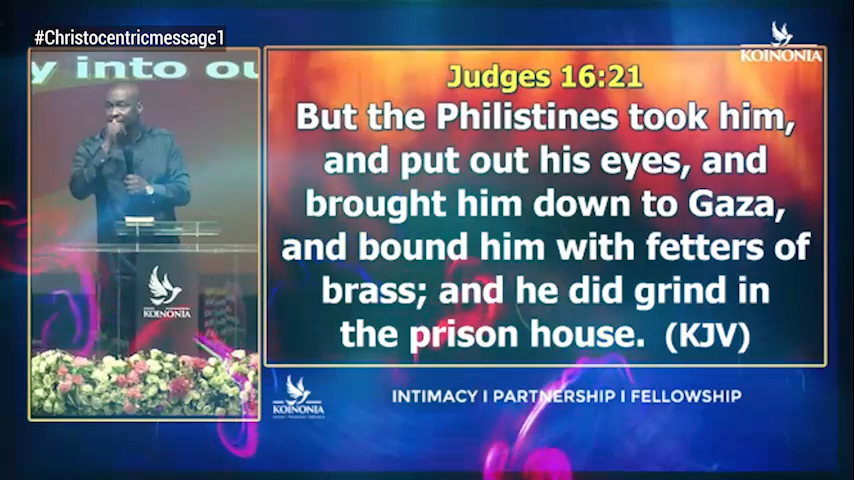 #Christocentricmessage1
y into ou
KOINONIA
Judges 16:21
But the Philistines took him,
and put out his eyes, and
brought him down to Gaza,
and bound him with fetters of
brass; and he did grind in
the prison house. (KJV)
KOINONIA
KOINONIA
INTIMACY I PARTNERSHIP I FELLOWSHIP